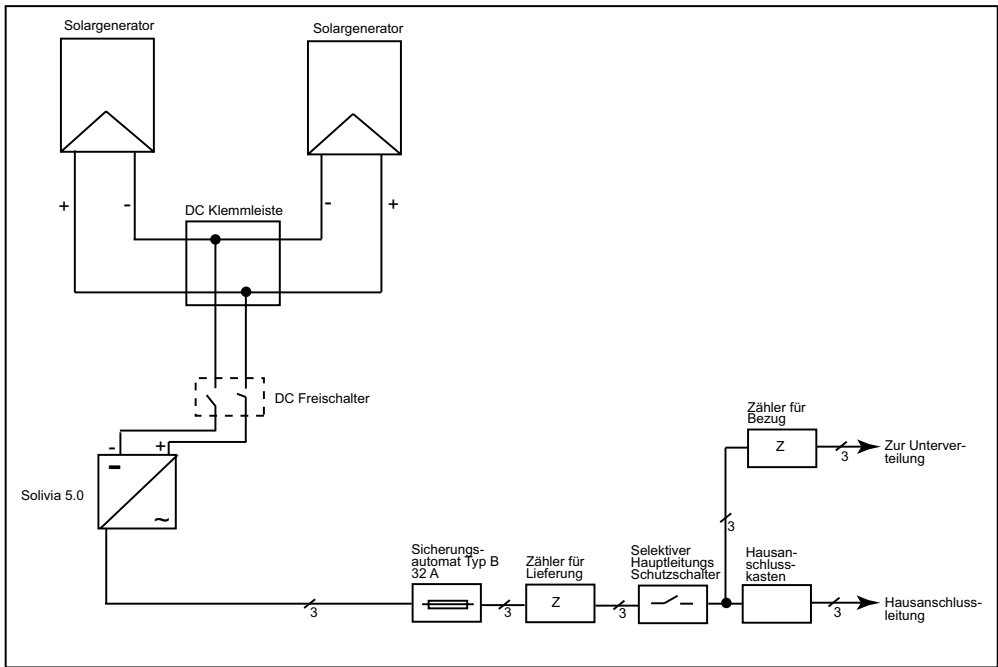 Solargenerator
Solargenerator
+
-
-
+
DC Klemmleiste
DC Freischalter
-
+
Solivia 5.0
~
Zähler für
Bezug
Z
3
Zur Unterver-
teilung
3
Sicherungs-
automat Typ B
32 A
Zähler für
Lieferung
Z
Selektiver
Hauptleitungs
Schutzschalter
Hausan-
schluss-
kasten
3
3
3
3
Hausanschluss-
leitung